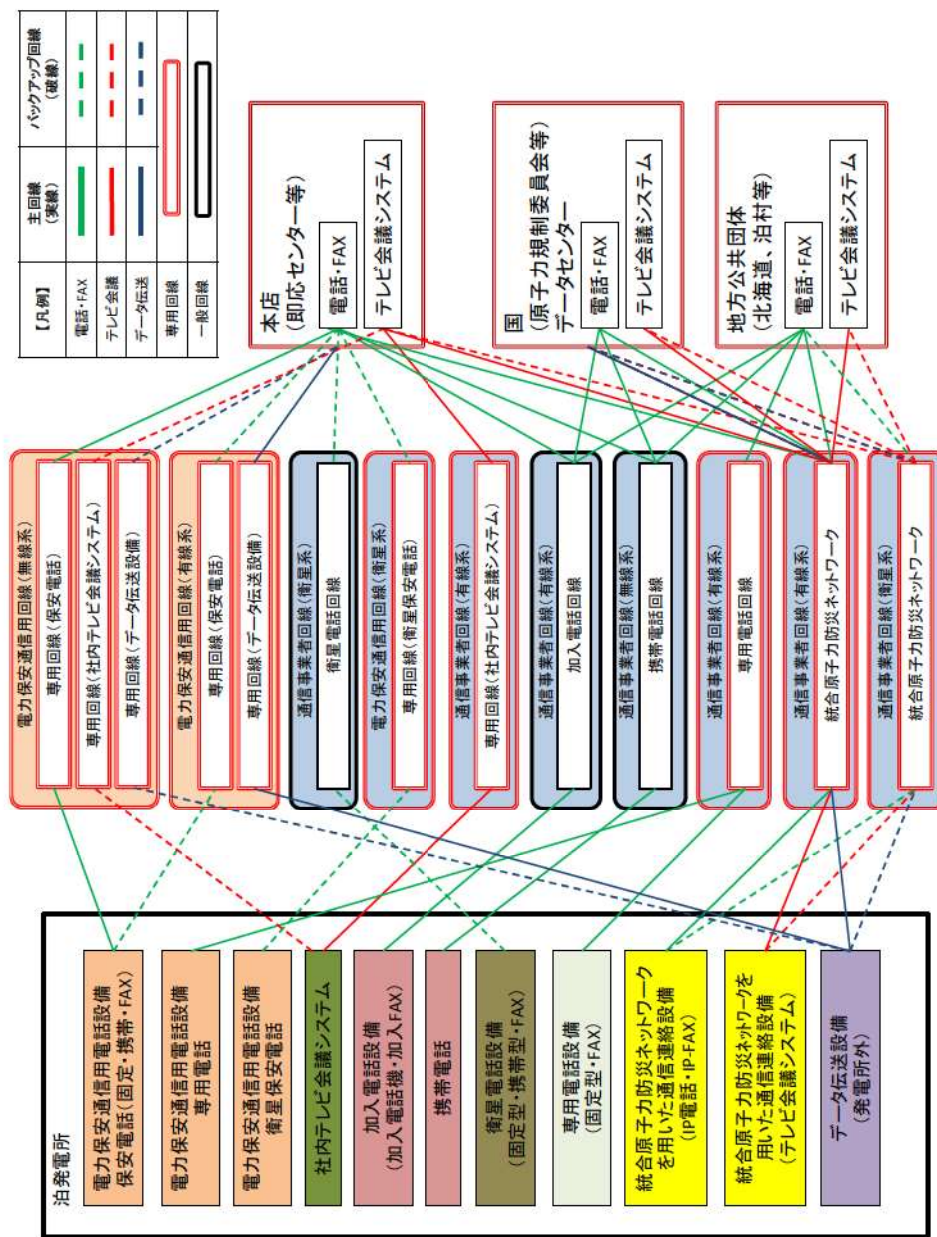 【凡例】
主回線
(実線)
バックアップ回線
(破線)
電話・FAX
テレビ会議
データ伝送
専用回線
一般回線
泊発電所
電力保安通信用電話設備
保安電話(固定・携帯・FAX)
電力保安通信用電話設備
専用電話
電力保安通信用電話設備
衛星保安電話
社内テレビ会議システム
加入電話設備
(加入電話機・加入FAX)
携帯電話
衛星電話設備
(固定型・携帯型・FAX)
専用電話設備
(固定型・FAX)
統合原子力防災ネットワーク
を用いた通信連絡設備
(IP電話・IP-FAX)
統合原子力防災ネットワークを
用いた通信連絡設備
(テレビ会議システム)
データ伝送設備
(発電所外)
電力保安通信用回線(無線系)
専用回線(保安電話)
専用回線(社内テレビ会議システム)
専用回線(データ伝送設備)
電力保安通信用回線(有線系)
専用回線(保安電話)
専用回線(データ伝送設備)
通信事業者回線(衛星系)
衛星電話回線
電力保安通信用回線(衛星系)
専用回線(衛星保安電話)
通信事業者回線(有線系)
専用回線(社内テレビ会議システム)
通信事業者回線(有線系)
加入電話回線
通信事業者回線(無線系)
携帯電話回線
通信事業者回線(有線系)
専用電話回線
通信事業者回線(有線系)
統合原子力防災ネットワーク
通信事業者回線(衛星系)
統合原子力防災ネットワーク
本店
(即応センター等)
電話・FAX
テレビ会議システム
国
(原子力規制委員会等)
データセンター
電話・FAX
テレビ会議システム
地方公共団体
(北海道、泊村等)
電話・FAX
テレビ会議システム